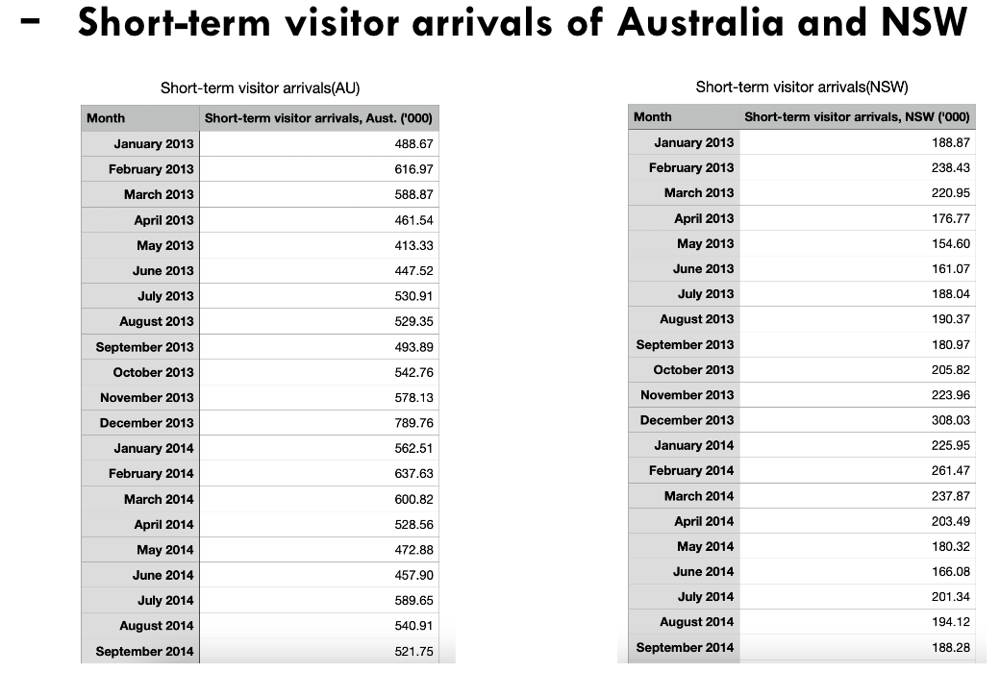 – Short-term visitor arrivals of Australia and NSW
Short-term visitor arrivals(AU)
Month Short-term visitor arrivals, Aust. ('000)
January 2013 488.67
February 2013 616.97
March 2013 588.87
April 2013 461.54
May 2013 413.33
June 2013 447.52
July 2013 530.91
August 2013 529.35
September 2013 493.89
October 2013 542.76
November 2013 578.13
December 2013 789.76
January 2014 562.51
February 2014 637.63
March 2014 600.82
April 2014 528.56
May 2014 472.88
June 2014 457.90
July 2014 589.65
August 2014 540.91
September 2014 521.75
Short-term visitor arrivals(NSW)
Month Short-term visitor arrivals, NSW ('000)
January 2013 188.87
February 2013 238.43
March 2013 220.95
April 2013 176.77
May 2013 154.60
June 2013 161.07
July 2013 188.04
August 2013 190.37
September 2013 180.97
October 2013 205.82
November 2013 223.96
December 2013 308.03
January 2014 225.95
February 2014 261.47
March 2014 237.87
April 2014 203.49
May 2014 180.32
June 2014 166.08
July 2014 201.34
August 2014 194.12
September 2014 188.28